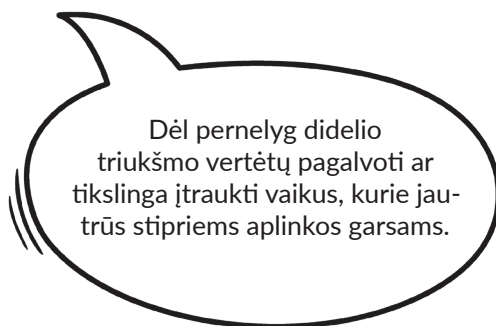 Dėl pernelyg didelio
triukšmo vertėtų pagalvoti ar
tikslinga įtraukti vaikus, kurie jau-
trūs stipriems aplinkos garsams.